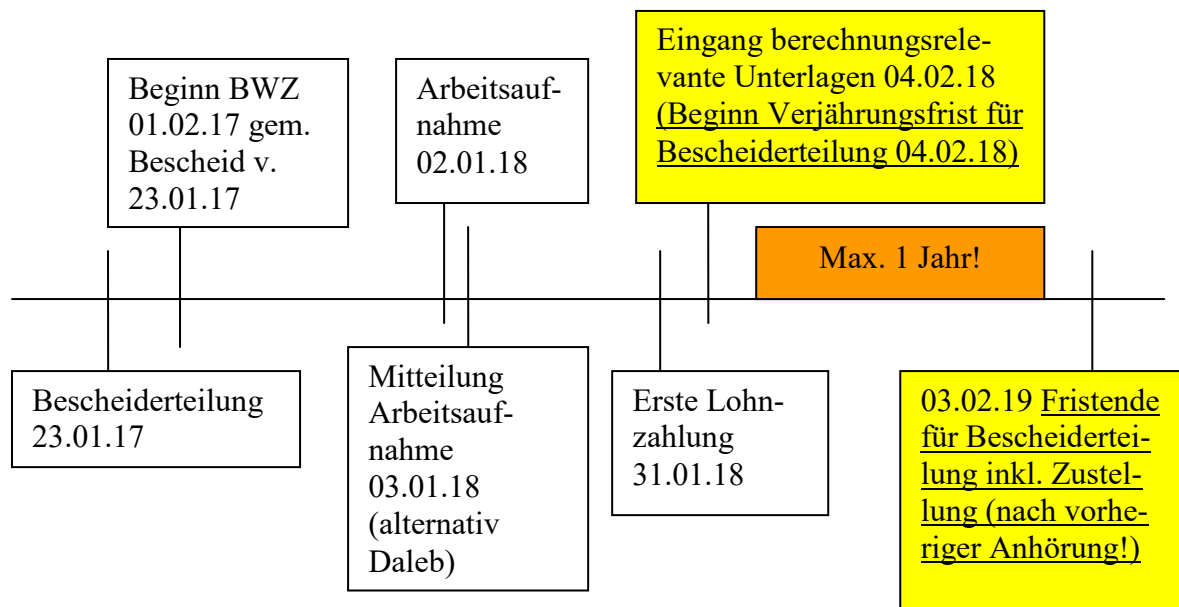 Beginn BWZ
01.02.17 gem.
Bescheid v.
23.01.17
Arbeitsauf-
nahme
02.01.18
Eingang berechnungsrele-
vante Unterlagen 04.02.18
(Beginn Verjährungsfrist für
Bescheiderteilung 04.02.18)
Max. 1 Jahr!
Bescheiderteilung
23.01.17
Mitteilung
Arbeitsauf-
nahme
03.01.18
(alternativ
Daleb)
Erste Lohn-
zahlung
31.01.18
03.02.19 Fristende
für Bescheidertei-
lung inkl. Zustel-
lung (nach vorhe-
riger Anhörung!)